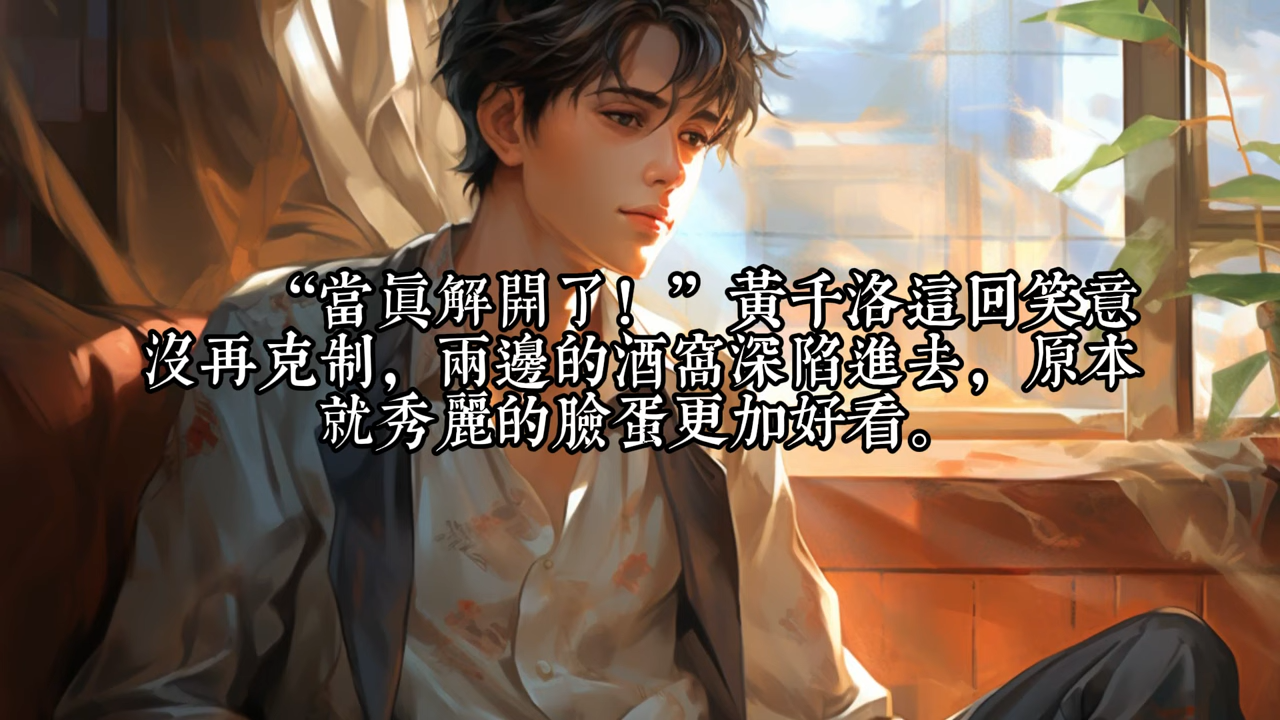 “當真解開了！”黃千洛這回笑意
沒再克制，兩邊的酒窩深陷進去，原本
就秀麗的臉蛋更加好看。